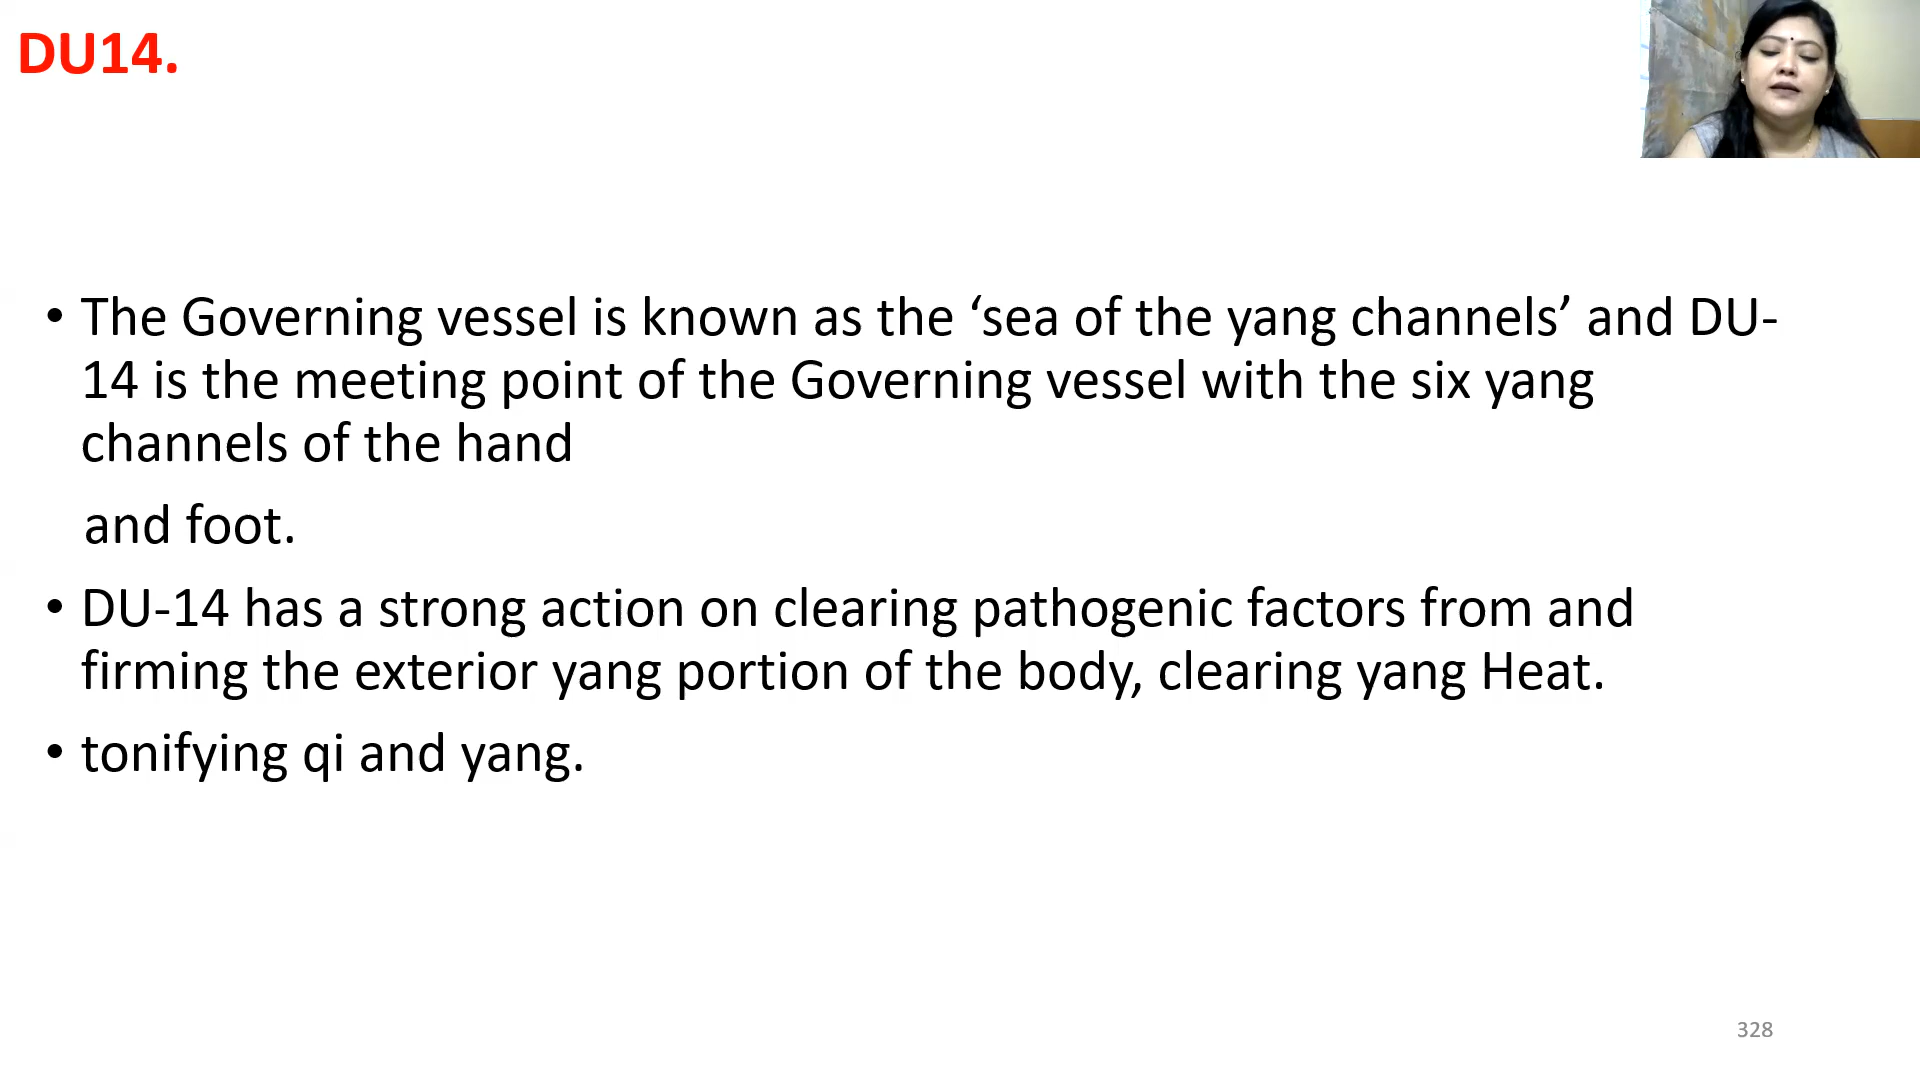 DU14.
• The Governing vessel is known as the ‘sea of the yang channels’ and DU-
14 is the meeting point of the Governing vessel with the six yang
channels of the hand
and foot.
• DU-14 has a strong action on clearing pathogenic factors from and
firming the exterior yang portion of the body, clearing yang Heat.
• tonifying qi and yang.
328